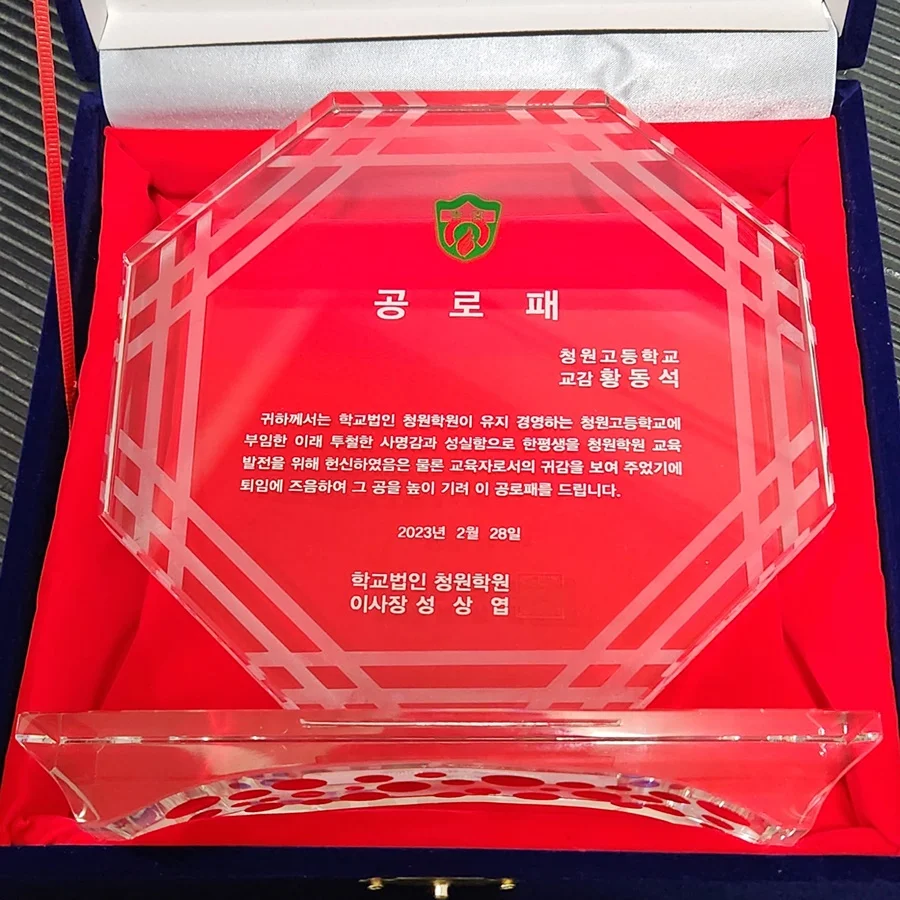 공 로 패
청원고등학교
교감 황 동 석
귀하께서는 학교법인 청원학원이 유지 경영하는 청원고등학교에
부임한 이래 투철한 사명감과 성실함으로 한평생을 청원학원 교육
발전을 위해 헌신하였음은 물론 교육자로서의 귀감을 보여 주었기에
퇴임에 즈음하여 그 공을 높이 기려 이 공로패를 드립니다.
2023년 2월 28일
학교법인 청원학원
이사장 성 상 엽